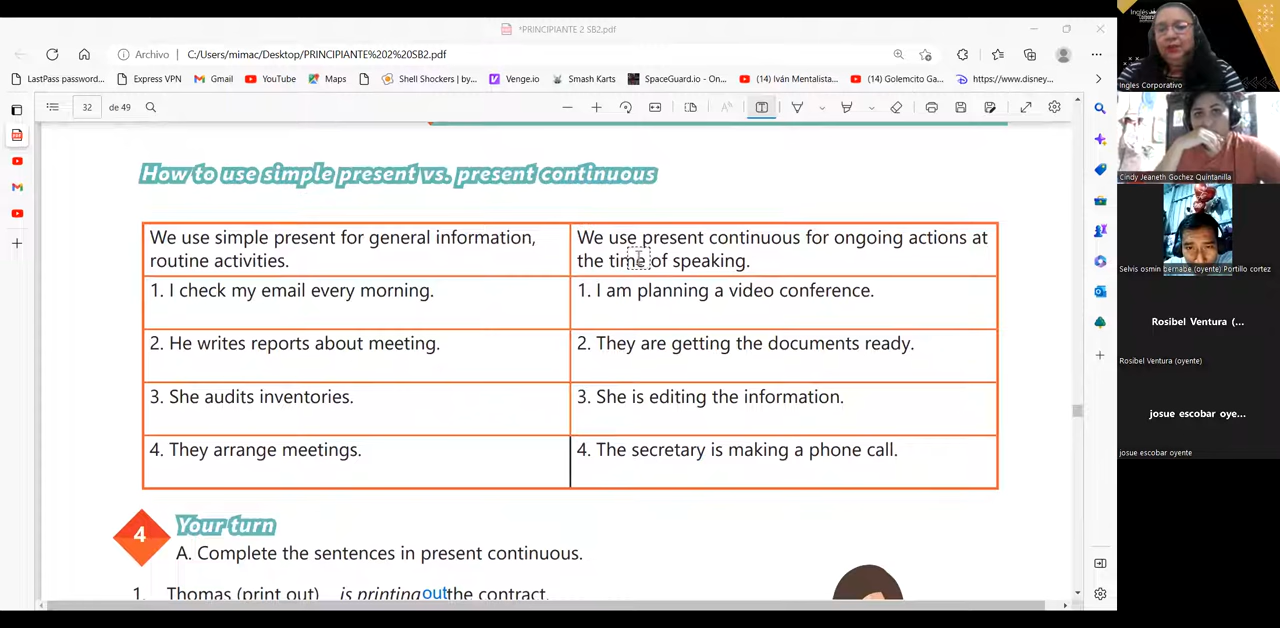 *PRINCIPIANTE 2 SB2.pdf
Archivo
C:/Users/mimac/Desktop/PRINCIPIANTE%202%20SB2.pdf
LastPass password...
Express VPN
Gmail
YouTube
Maps
Shell Shockers | by...
Venge.io
Smash Karts
SpaceGuard.io - On...
(14) Iván Mentalista...
(14) Golemcito Ga...
https://www.disney...
32
de 49
How to use simple present vs. present continuous
We use simple present for general information,
routine activities.
We use present continuous for ongoing actions at
the time of speaking.
1. I check my email every morning.
1. I am planning a video conference.
2. He writes reports about meeting.
2. They are getting the documents ready.
3. She audits inventories.
3. She is editing the information.
4. They arrange meetings.
4. The secretary is making a phone call.
4
Your turn
A. Complete the sentences in present continuous.
1. Thomas (print out) is printing out the contract.
Ingles Corporativo
Cindy Jeaneth Gochez Quintanilla
Selvis osmin bernabe (oyente) Portillo cortez
Rosibel Ventura (...
Rosibel Ventura (oyente)
josue escobar oye...
josue escobar oyente